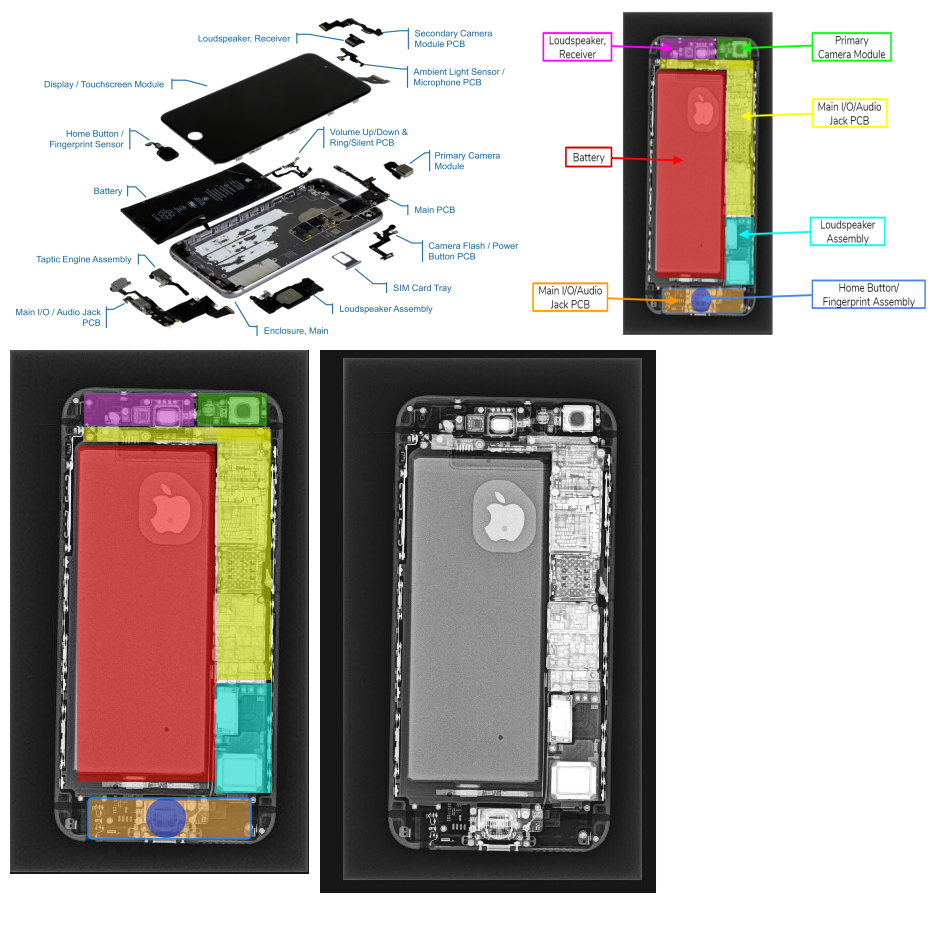 Loudspeaker, Receiver
Secondary Camera
Module PCB
Ambient Light Sensor /
Microphone PCB
Display / Touchscreen Module
Home Button /
Fingerprint Sensor
Volume Up/Down &
Ring/Silent PCB
Primary Camera
Module
Battery
Main PCB
Camera Flash / Power
Button PCB
Taptic Engine Assembly
SIM Card Tray
Main I/O / Audio Jack
PCB
Loudspeaker Assembly
Enclosure, Main
Loudspeaker,
Receiver
Primary
Camera Module
Main I/O/Audio
Jack PCB
Battery
Loudspeaker
Assembly
Main I/O/Audio
Jack PCB
Home Button/
Fingerprint Assembly